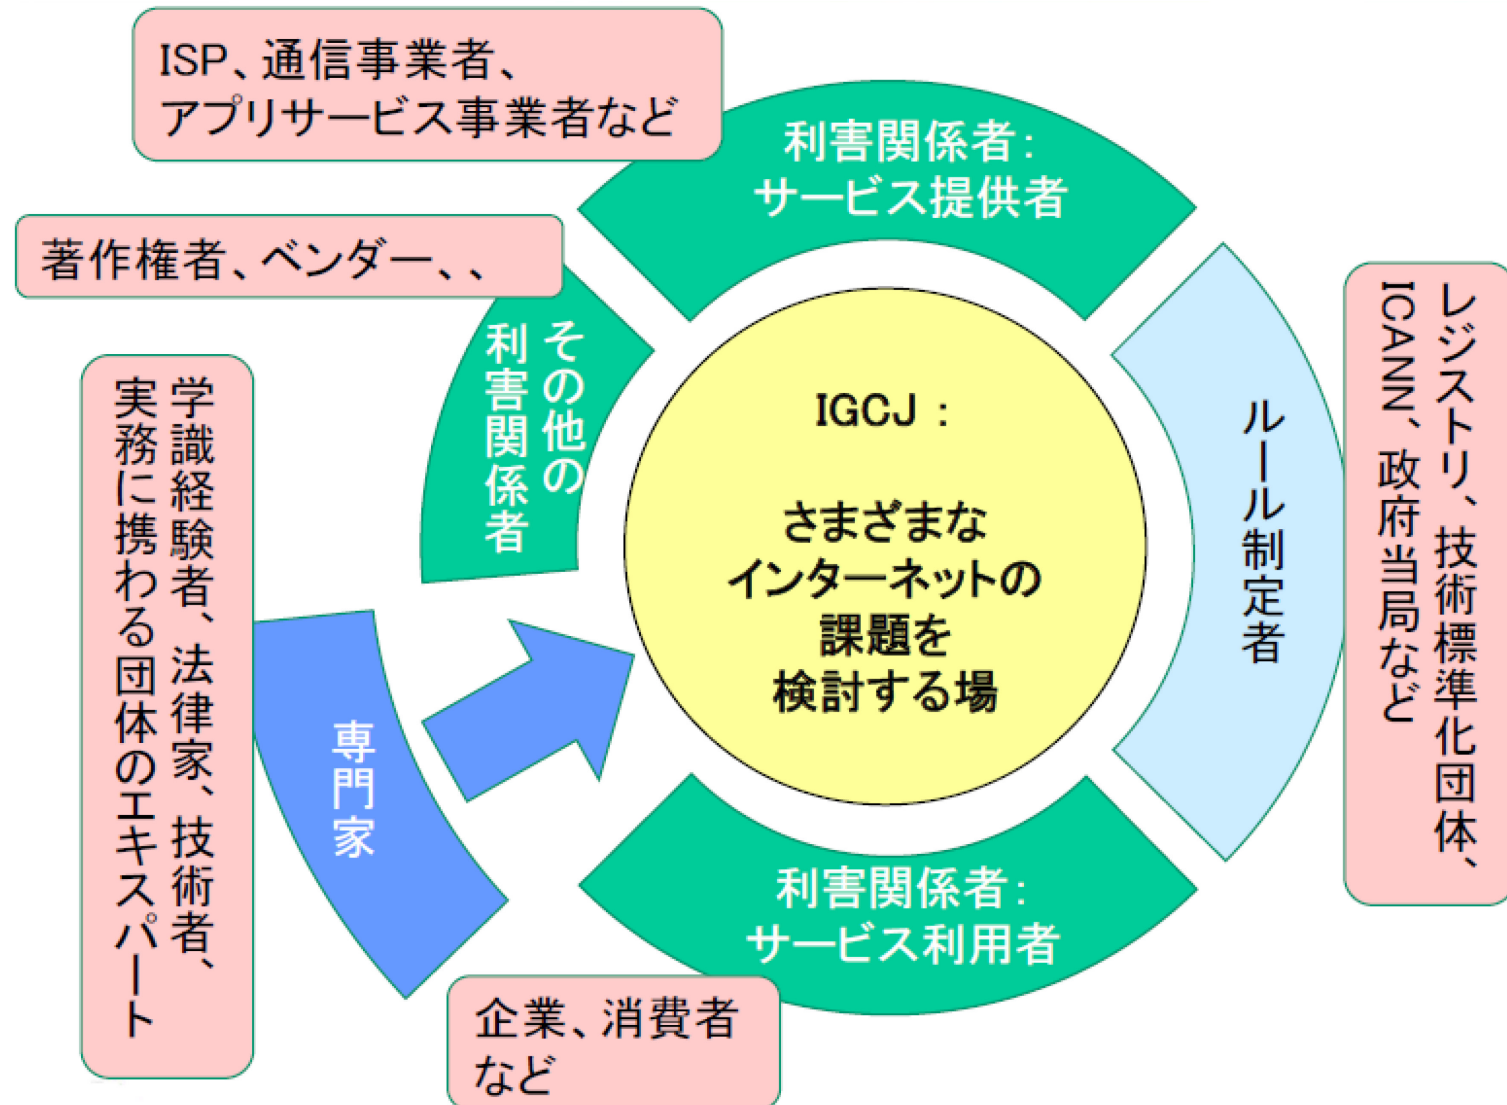 ISP、通信事業者、
アプリサービス事業者など
利害関係者：
サービス提供者
著作権者、ベンダー、、
その他の
利害関係者
レジストリ、技術標準化団体、
ICANN、政府当局など
ルール制定者
IGCJ ：
さまざまな
インターネットの
課題を
検討する場
学識経験者、法律家、技術者、
実務に携わる団体のエキスパート
専門家
利害関係者：
サービス利用者
企業、消費者
など